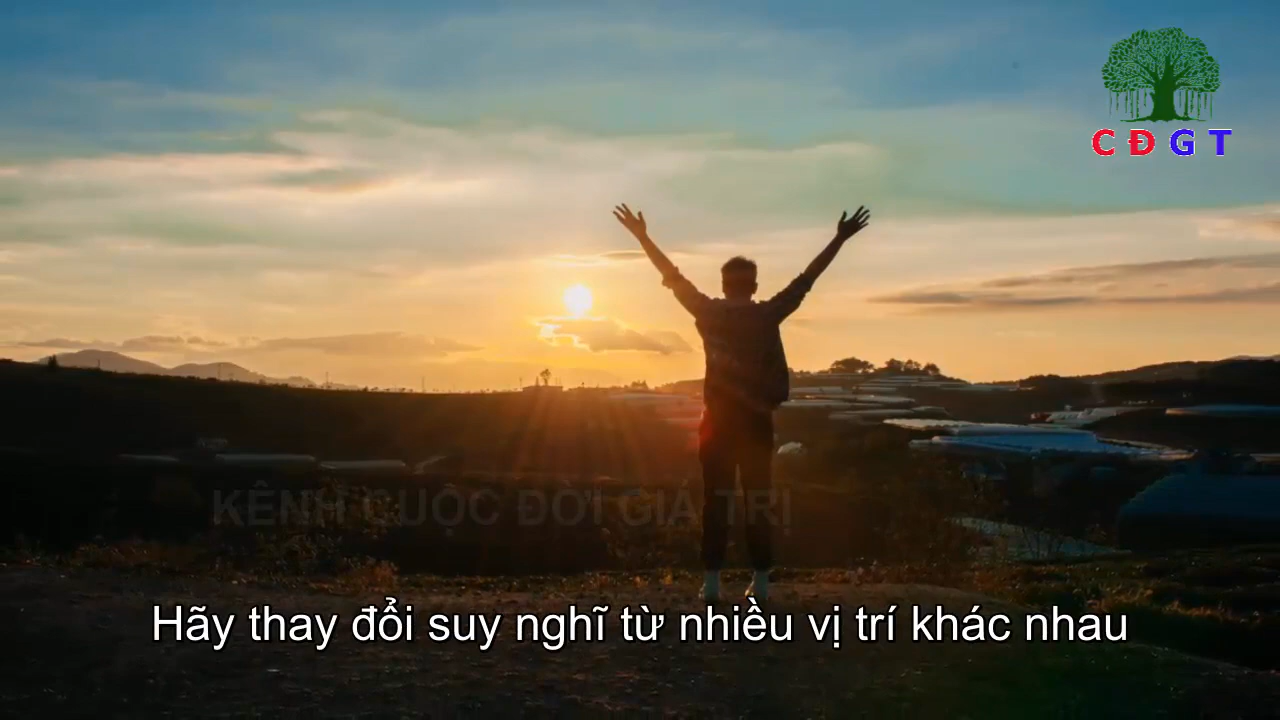 CĐGT
KÊNH CUỘC ĐỜI GIÁ TRỊ
Hãy thay đổi suy nghĩ từ nhiều vị trí khác nhau